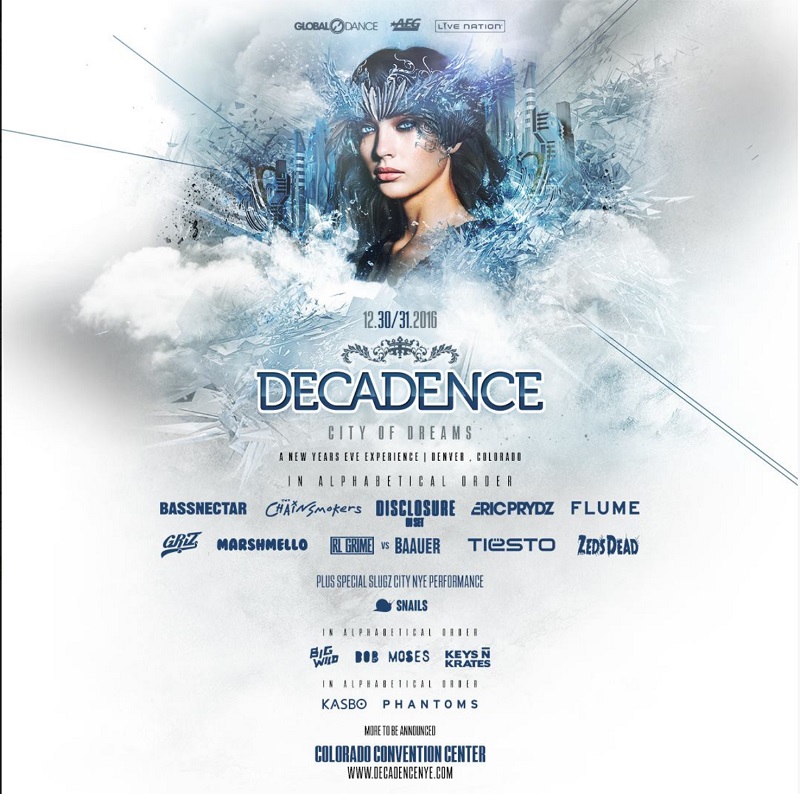 GLOBAL DANCE AEG LIVE LIVE NATION
12.30/31.2016
DECADENCE
CITY OF DREAMS
A NEW YEARS EVE EXPERIENCE | DENVER , COLORADO
IN ALPHABETICAL ORDER
BASSNECTAR THE CHAINSMOKERS DISCLOSURE DJ SET ERIC PRYDZ FLUME
GRIZ MARSHMELLO RL GRIME VS BAAUER TIËSTO ZEDS DEAD
PLUS SPECIAL SLUGZ CITY NYE PERFORMANCE
SNAILS
IN ALPHABETICAL ORDER
BIG WILD BOB MOSES KEYS N KRATES
IN ALPHABETICAL ORDER
KASBO PHANTOMS
MORE TO BE ANNOUNCED
COLORADO CONVENTION CENTER
WWW.DECADENCENYE.COM